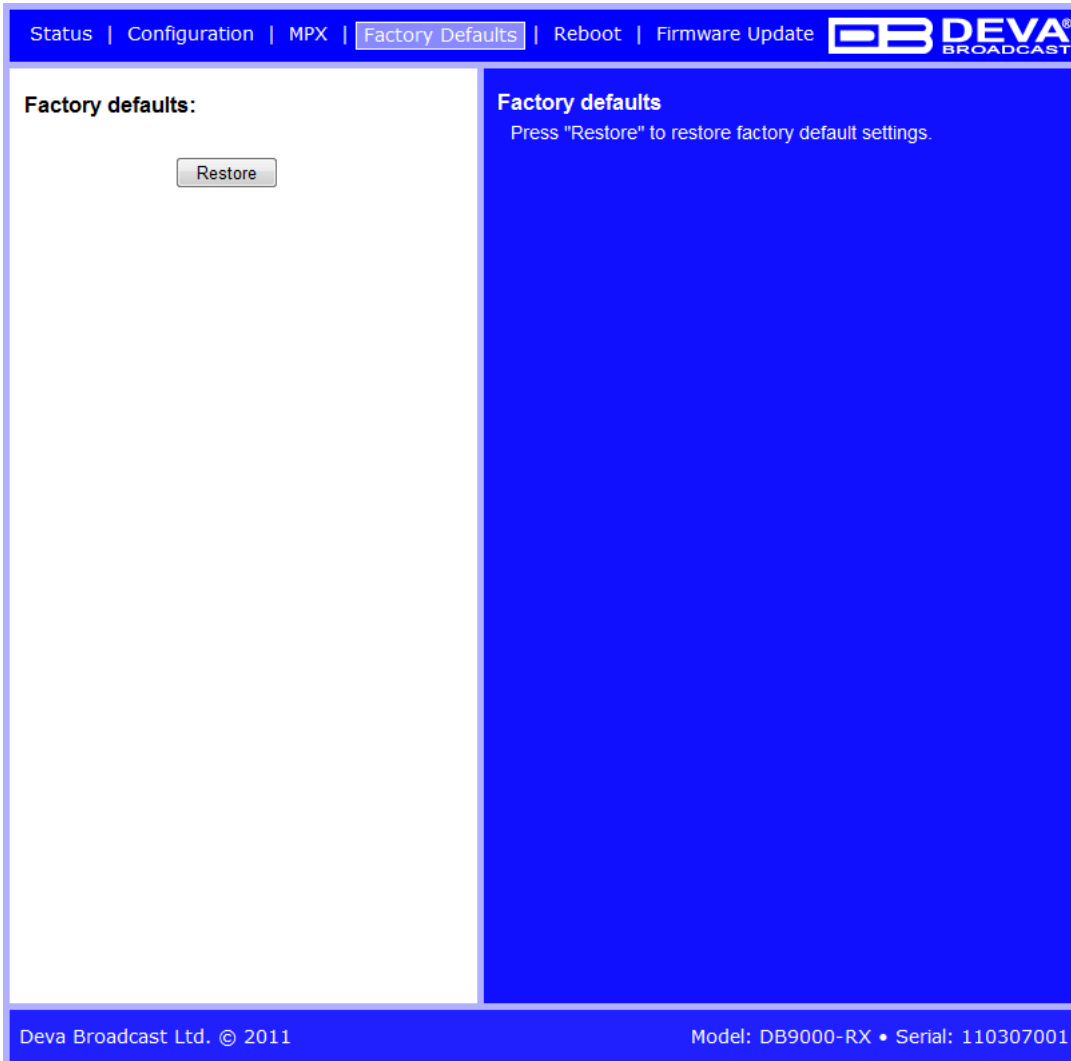 Status | Configuration | MPX | Factory Defaults | Reboot | Firmware Update DB DEVA®
BROADCAST
Factory defaults:
Restore
Factory defaults
Press "Restore" to restore factory default settings.
Deva Broadcast Ltd. © 2011
Model: DB9000-RX • Serial: 110307001